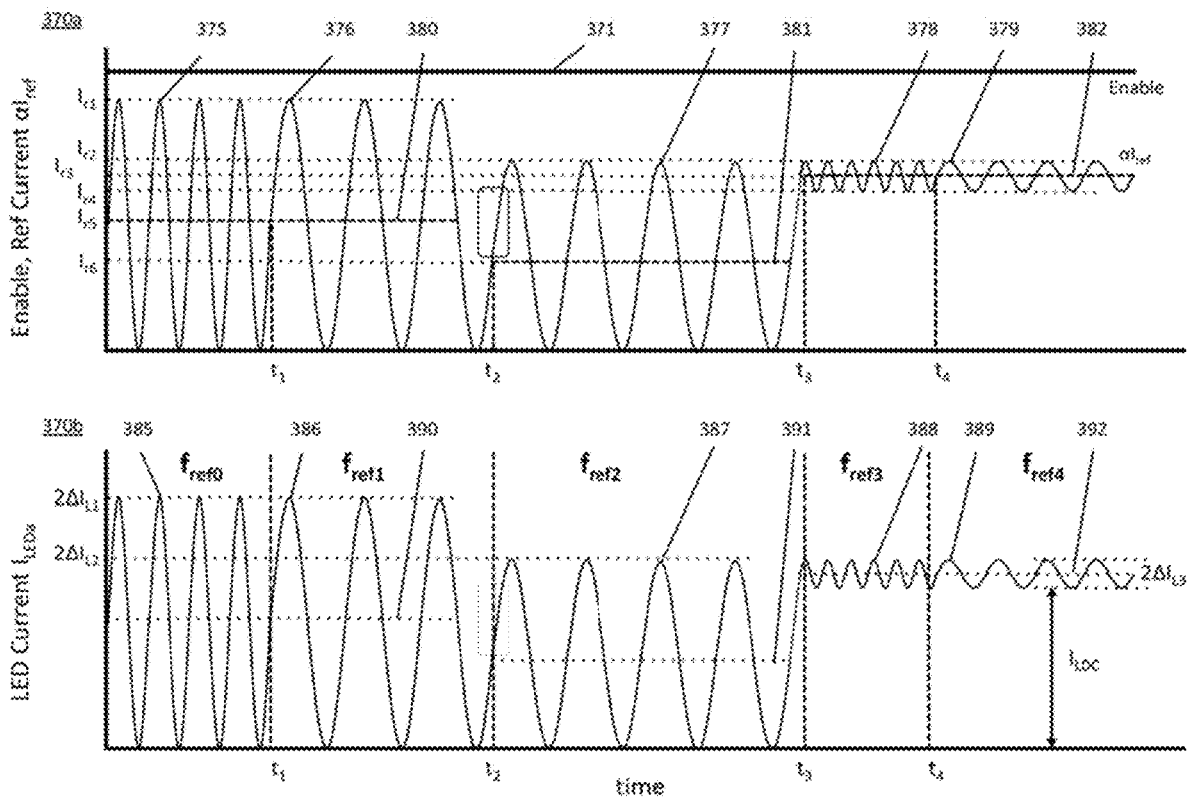 370a
375 376 380 371 377 381 378 379 382
Enable
Enable, Ref Current αI_ref
I_r1
I_r2
I_r3
I_r4
I_r5
I_r6
αI_ref
t_1 t_2 t_3 t_4
370b
385 386 390 387 391 388 389 392
f_ref0 f_ref1 f_ref2 f_ref3 f_ref4
LED Current I_LEDa
2ΔI_L1
2ΔI_L2
2ΔI_L3
I_LDC
t_1 t_2 t_3 t_4
time